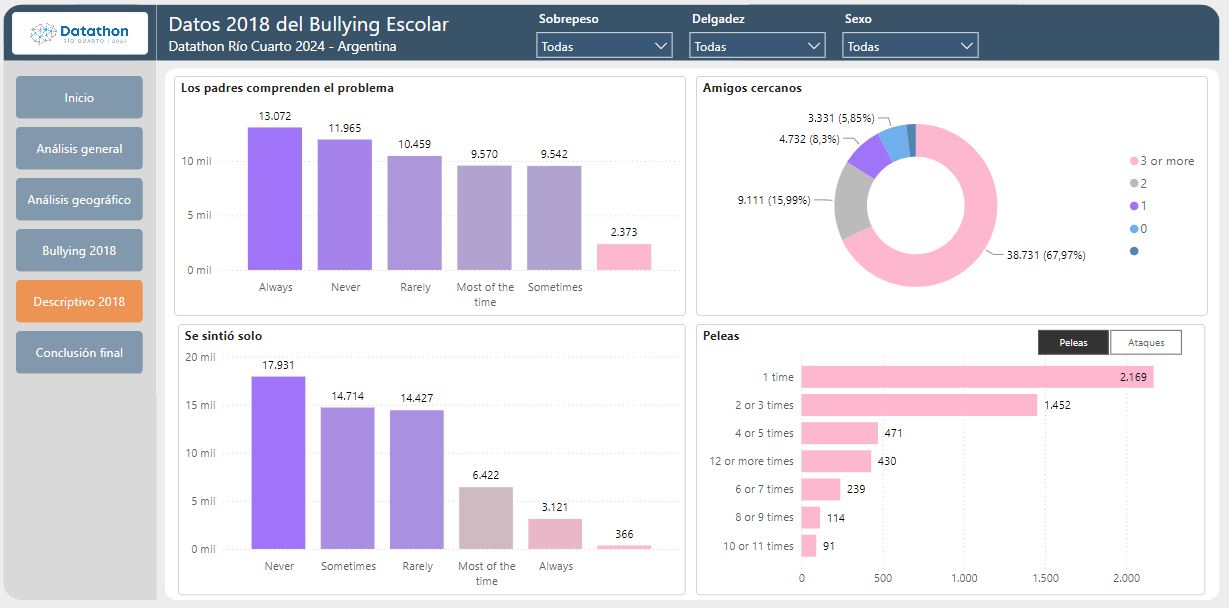 Datathon
RÍO CUARTO | 2024
Datos 2018 del Bullying Escolar
Datathon Río Cuarto 2024 - Argentina
Sobrepeso
Todas
Delgadez
Todas
Sexo
Todas
Inicio
Análisis general
Análisis geográfico
Bullying 2018
Descriptivo 2018
Conclusión final
Los padres comprenden el problema
10 mil
5 mil
0 mil
13.072
11.965
10.459
9.570
9.542
2.373
Always
Never
Rarely
Most of the
time
Sometimes
Amigos cercanos
3.331 (5,85%)
4.732 (8,3%)
9.111 (15,99%)
38.731 (67,97%)
3 or more
2
1
0
Se sintió solo
20 mil
15 mil
10 mil
5 mil
0 mil
17.931
14.714
14.427
6.422
3.121
366
Never
Sometimes
Rarely
Most of the
time
Always
Peleas
Peleas
Ataques
1 time
2.169
2 or 3 times
1.452
4 or 5 times
471
12 or more times
430
6 or 7 times
239
8 or 9 times
114
10 or 11 times
91
0
500
1.000
1.500
2.000